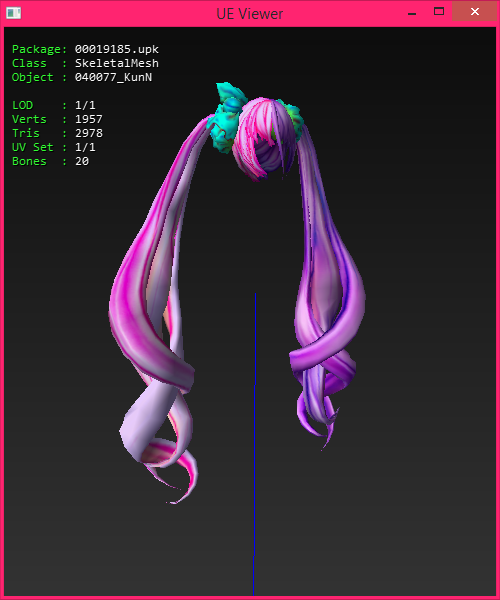 UE Viewer
Package: 00019185.upk
Class  : SkeletalMesh
Object : 040077_KunN
LOD    : 1/1
Verts  : 1957
Tris   : 2978
UV Set : 1/1
Bones  : 20